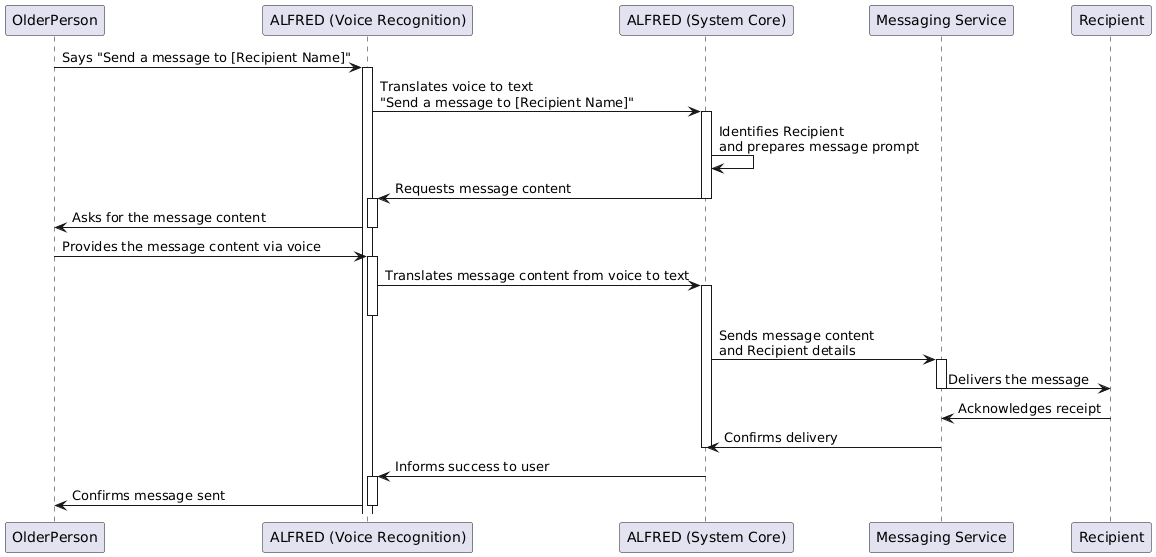 OlderPerson
ALFRED (Voice Recognition)
ALFRED (System Core)
Messaging Service
Recipient
Says "Send a message to [Recipient Name]"
Translates voice to text
"Send a message to [Recipient Name]"
Identifies Recipient
and prepares message prompt
Requests message content
Asks for the message content
Provides the message content via voice
Translates message content from voice to text
Sends message content
and Recipient details
Delivers the message
Acknowledges receipt
Confirms delivery
Informs success to user
Confirms message sent
OlderPerson
ALFRED (Voice Recognition)
ALFRED (System Core)
Messaging Service
Recipient